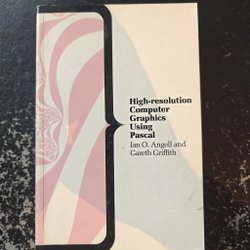 High-resolution
Computer
Graphics
Using
Pascal
Ian O. Angell and
Gareth Griffith